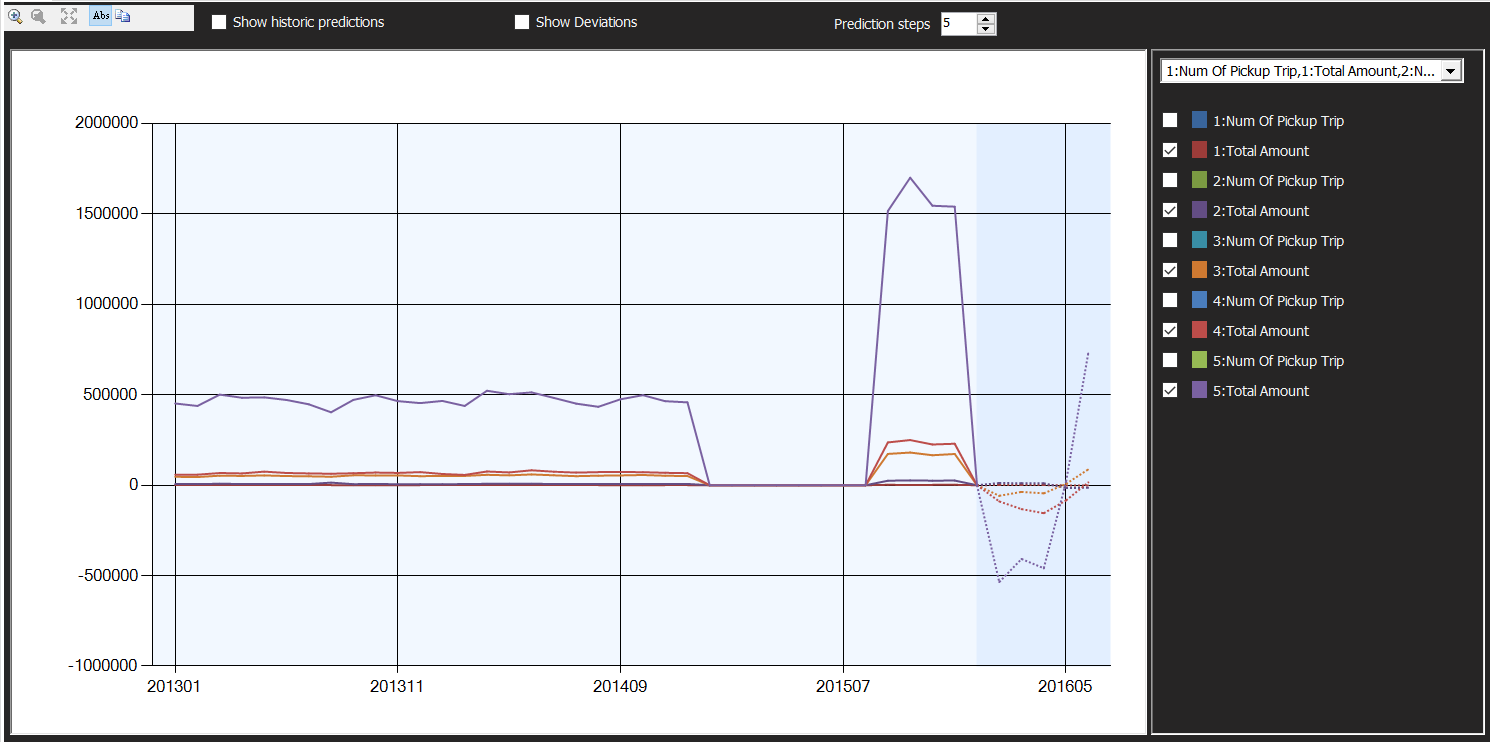 Abs
Show historic predictions
Show Deviations
Prediction steps 5
1:Num Of Pickup Trip,1:Total Amount,2:N...
2000000
1500000
1000000
500000
0
-500000
-1000000
201301 201311 201409 201507 201605
1:Num Of Pickup Trip
1:Total Amount
2:Num Of Pickup Trip
2:Total Amount
3:Num Of Pickup Trip
3:Total Amount
4:Num Of Pickup Trip
4:Total Amount
5:Num Of Pickup Trip
5:Total Amount